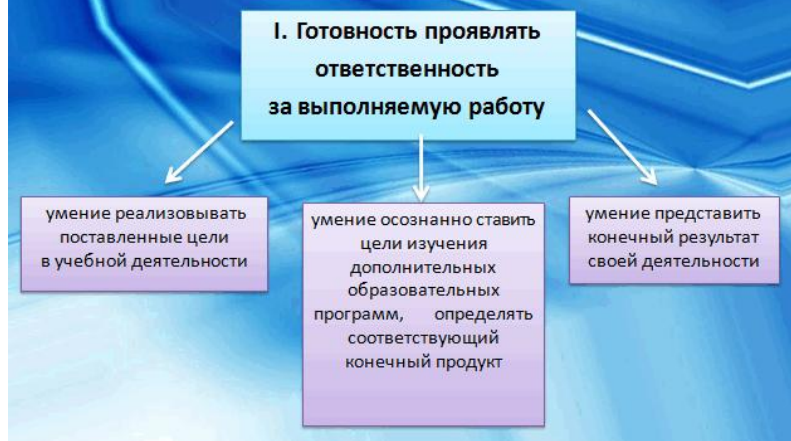 I. Готовность проявлять
ответственность
за выполняемую работу
умение реализовывать
поставленные цели
в учебной деятельности
умение осознанно ставить
цели изучения
дополнительных
образовательных
программ, определять
соответствующий
конечный продукт
умение представить
конечный результат
своей деятельности